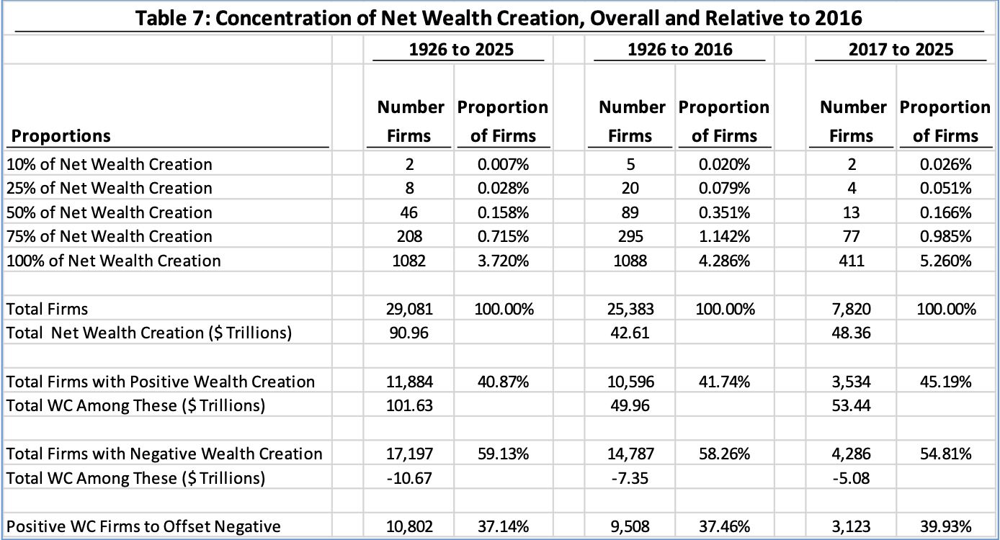 Table 7: Concentration of Net Wealth Creation, Overall and Relative to 2016
1926 to 2025 1926 to 2016 2017 to 2025
Number Proportion Number Proportion Number Proportion
Proportions Firms of Firms Firms of Firms Firms of Firms
10% of Net Wealth Creation 2 0.007% 5 0.020% 2 0.026%
25% of Net Wealth Creation 8 0.028% 20 0.079% 4 0.051%
50% of Net Wealth Creation 46 0.158% 89 0.351% 13 0.166%
75% of Net Wealth Creation 208 0.715% 295 1.142% 77 0.985%
100% of Net Wealth Creation 1082 3.720% 1088 4.286% 411 5.260%
Total Firms 29,081 100.00% 25,383 100.00% 7,820 100.00%
Total Net Wealth Creation ($ Trillions) 90.96 42.61 48.36
Total Firms with Positive Wealth Creation 11,884 40.87% 10,596 41.74% 3,534 45.19%
Total WC Among These ($ Trillions) 101.63 49.96 53.44
Total Firms with Negative Wealth Creation 17,197 59.13% 14,787 58.26% 4,286 54.81%
Total WC Among These ($ Trillions) -10.67 -7.35 -5.08
Positive WC Firms to Offset Negative 10,802 37.14% 9,508 37.46% 3,123 39.93%